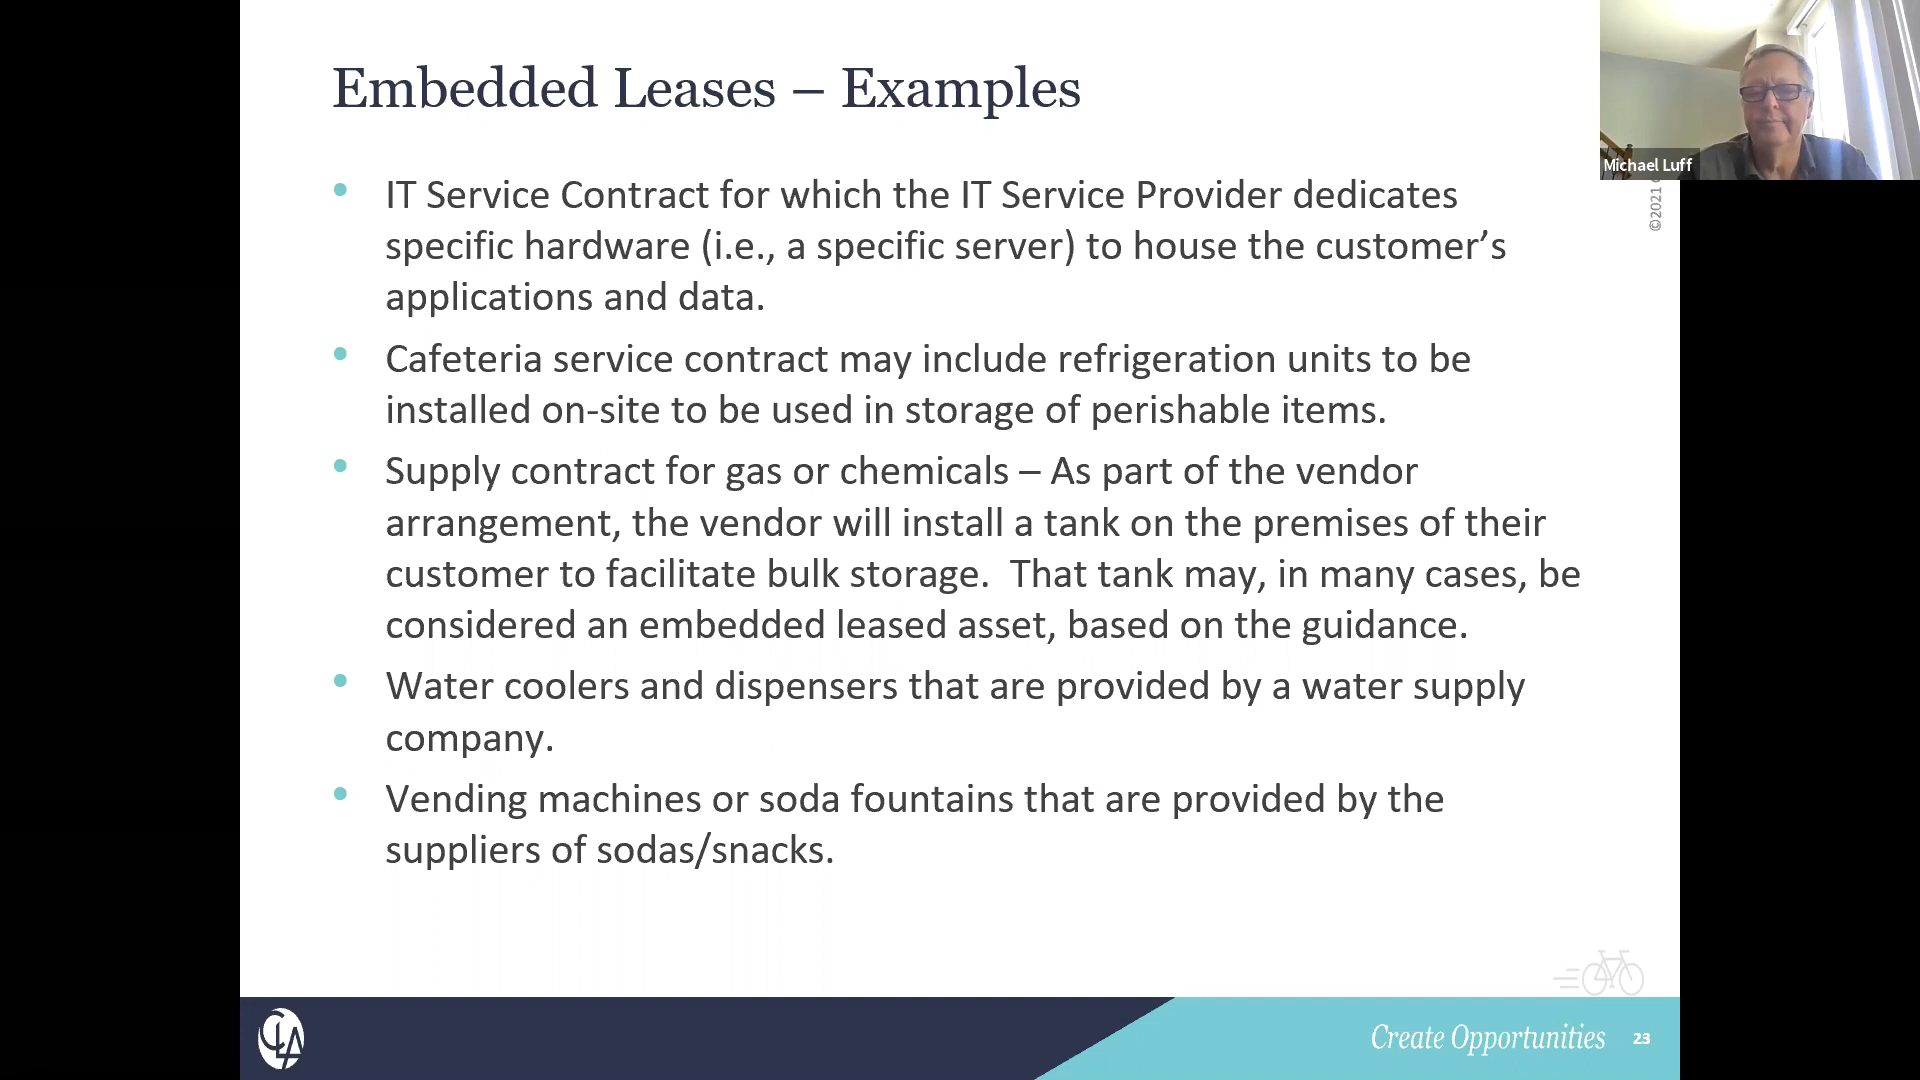 Embedded Leases – Examples
Michael Luff
©2021
• IT Service Contract for which the IT Service Provider dedicates
specific hardware (i.e., a specific server) to house the customer’s
applications and data.
• Cafeteria service contract may include refrigeration units to be
installed on-site to be used in storage of perishable items.
• Supply contract for gas or chemicals – As part of the vendor
arrangement, the vendor will install a tank on the premises of their
customer to facilitate bulk storage.  That tank may, in many cases, be
considered an embedded leased asset, based on the guidance.
• Water coolers and dispensers that are provided by a water supply
company.
• Vending machines or soda fountains that are provided by the
suppliers of sodas/snacks.
CLA
Create Opportunities 23